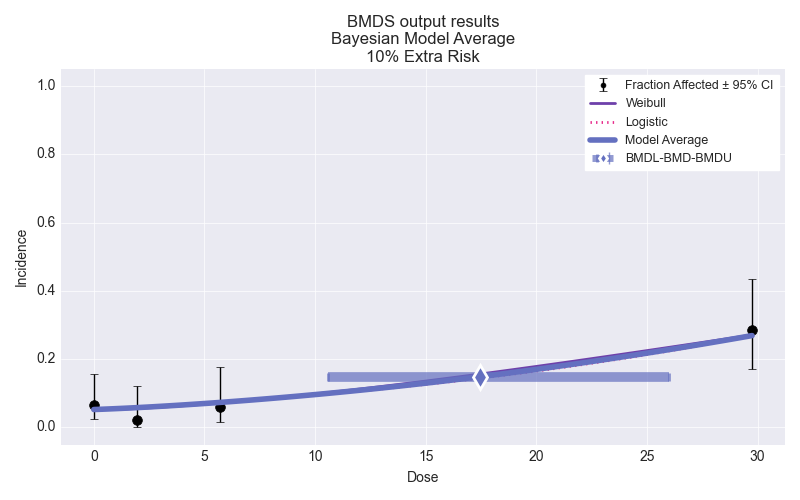 BMDS output results
Bayesian Model Average
10% Extra Risk
Fraction Affected ± 95% CI
Weibull
Logistic
Model Average
BMDL-BMD-BMDU
1.0
0.8
0.6
0.4
0.2
0.0
Incidence
0 5 10 15 20 25 30
Dose